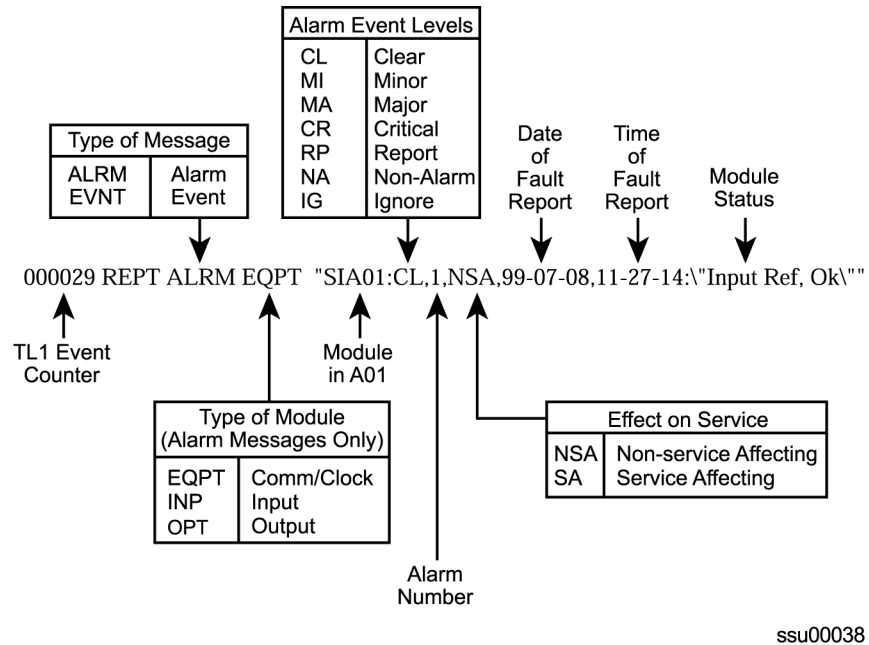 Alarm Event Levels
CL Clear
MI Minor
MA Major
CR Critical
RP Report
NA Non-Alarm
IG Ignore
Type of Message
ALRM Alarm
EVNT Event
Date
of
Fault
Report
Time
of
Fault
Report
Module
Status
000029 REPT ALRM EQPT "SIA01:CL,1,NSA,99-07-08,11-27-14:\"Input Ref, Ok\""
TL1 Event
Counter
Module
in A01
Type of Module
(Alarm Messages Only)
EQPT Comm/Clock
INP Input
OPT Output
Effect on Service
NSA Non-service Affecting
SA Service Affecting
Alarm
Number
ssu00038